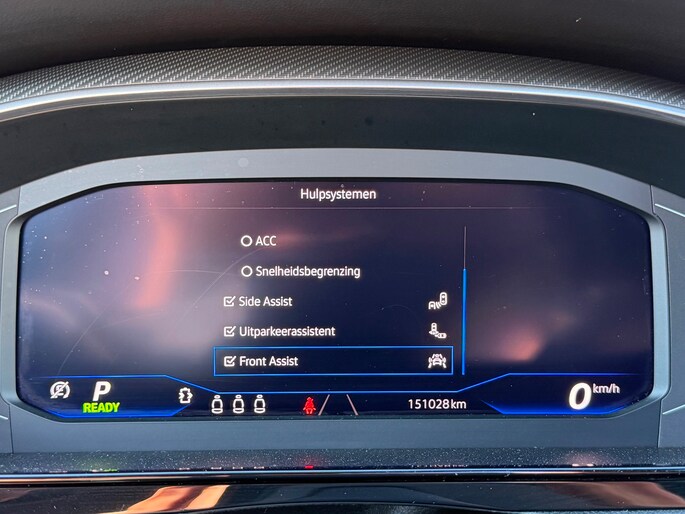 Hulpsystemen
ACC
Snelheidsbegrenzing
Side Assist
Uitparkeerassistent
Front Assist
P
READY
151028 km
0 km/h